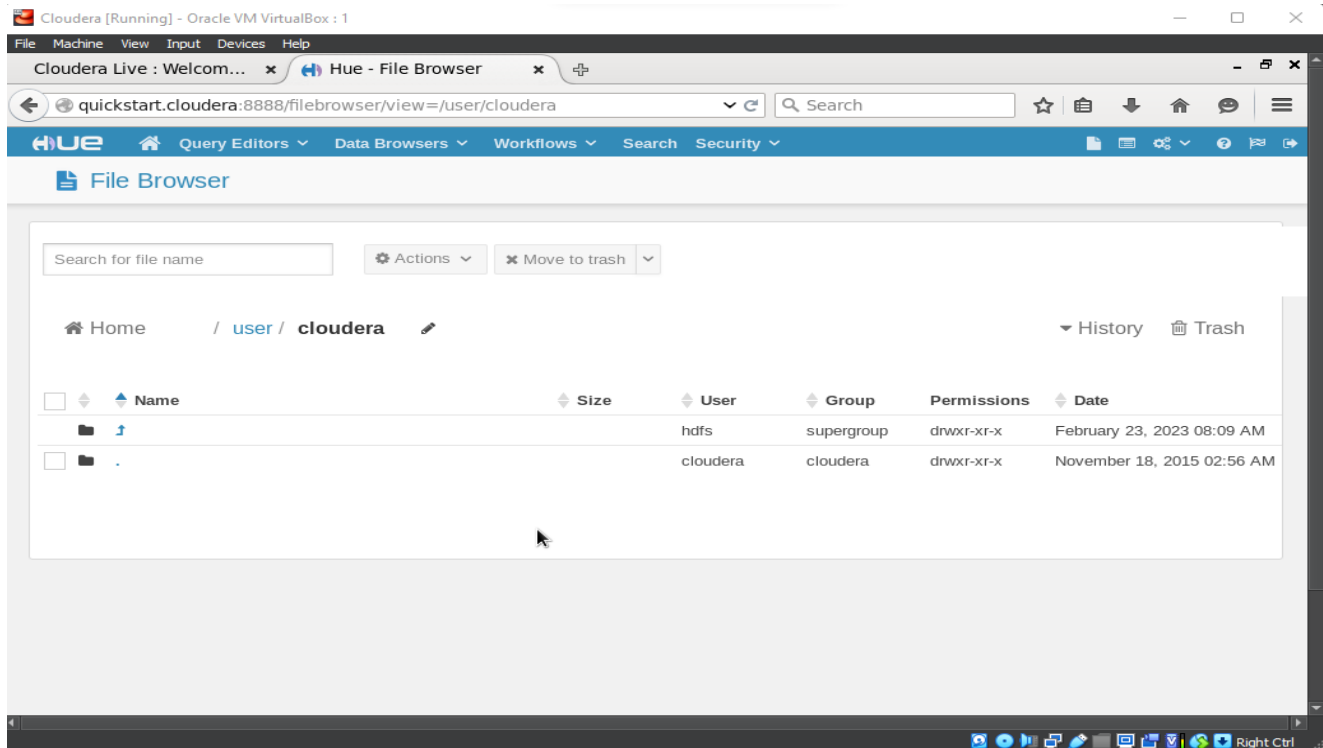 Cloudera [Running] - Oracle VM VirtualBox : 1
File Machine View Input Devices Help
Cloudera Live : Welcom... Hue - File Browser
quickstart.cloudera:8888/filebrowser/view=/user/cloudera Search
HUE Query Editors Data Browsers Workflows Search Security
File Browser
Search for file name Actions Move to trash
Home / user / cloudera History Trash
Name Size User Group Permissions Date
hdfs supergroup drwxr-xr-x February 23, 2023 08:09 AM
. cloudera cloudera drwxr-xr-x November 18, 2015 02:56 AM
Right Ctrl